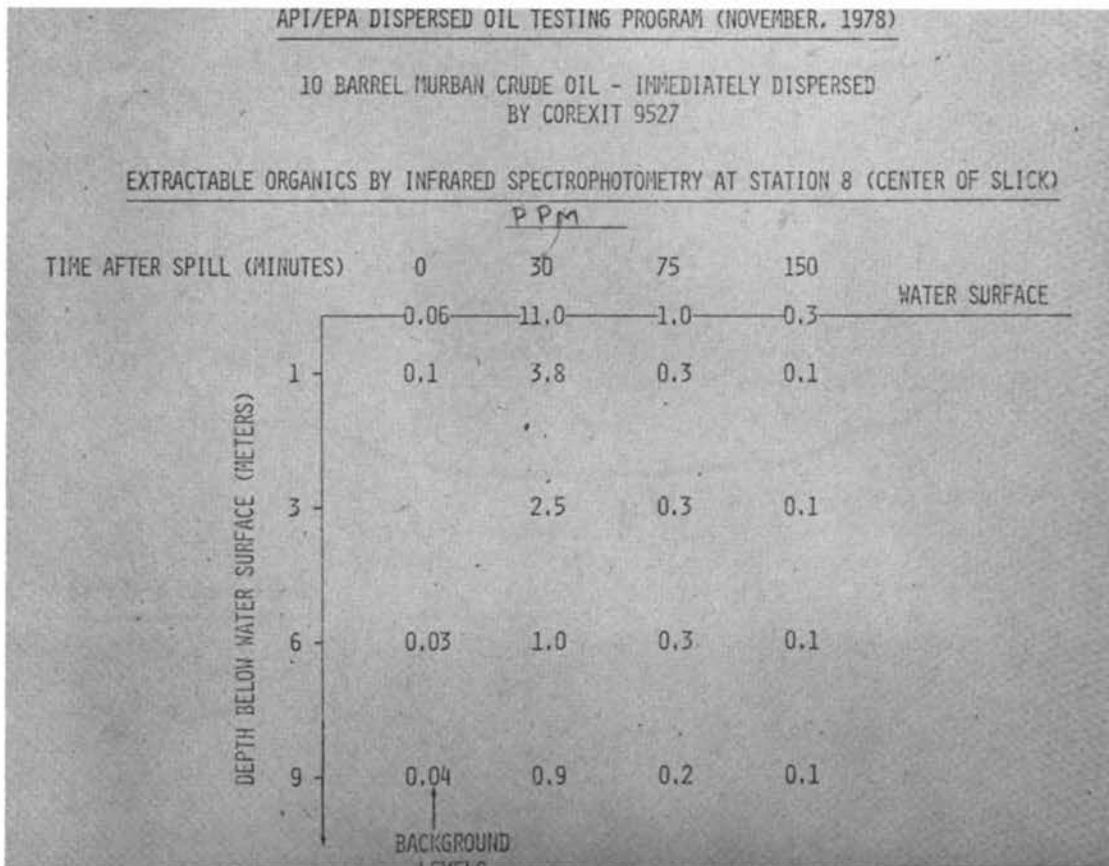 API/EPA DISPERSED OIL TESTING PROGRAM (NOVEMBER, 1978)
10 BARREL MURBAN CRUDE OIL - IMMEDIATELY DISPERSED
BY COREXIT 9527
EXTRACTABLE ORGANICS BY INFRARED SPECTROPHOTOMETRY AT STATION 8 (CENTER OF SLICK)
PPM
TIME AFTER SPILL (MINUTES) 0 30 75 150
WATER SURFACE
0.06 11.0 1.0 0.3
1 0.1 3.8 0.3 0.1
3 2.5 0.3 0.1
6 0.03 1.0 0.3 0.1
9 0.04 0.9 0.2 0.1
DEPTH BELOW WATER SURFACE (METERS)
BACKGROUND
LEVELS